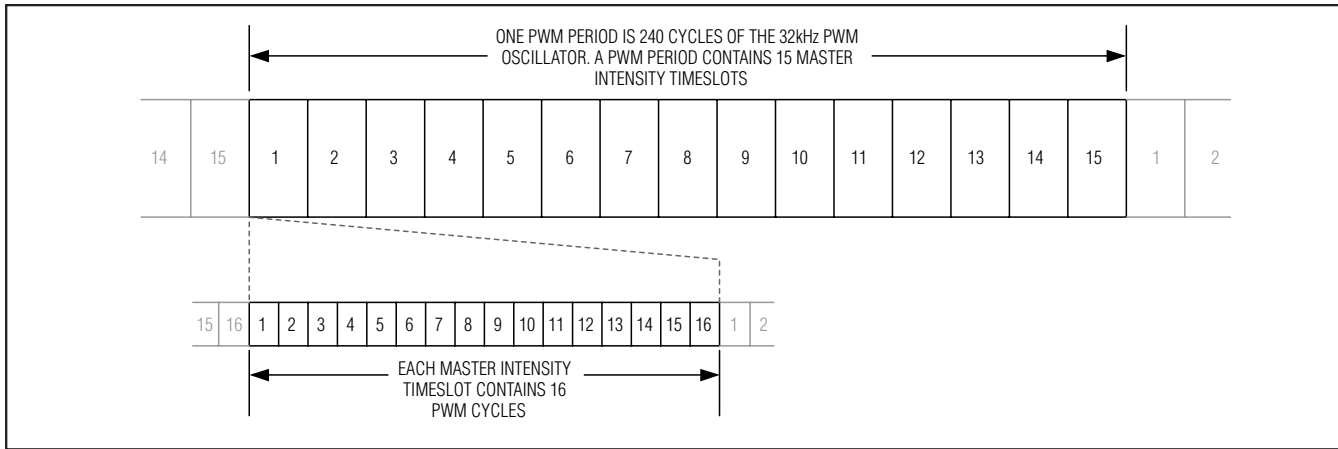 ONE PWM PERIOD IS 240 CYCLES OF THE 32kHz PWM
OSCILLATOR. A PWM PERIOD CONTAINS 15 MASTER
INTENSITY TIMESLOTS
14 15 1 2 3 4 5 6 7 8 9 10 11 12 13 14 15 1 2
15 16 1 2 3 4 5 6 7 8 9 10 11 12 13 14 15 16 1 2
EACH MASTER INTENSITY
TIMESLOT CONTAINS 16
PWM CYCLES